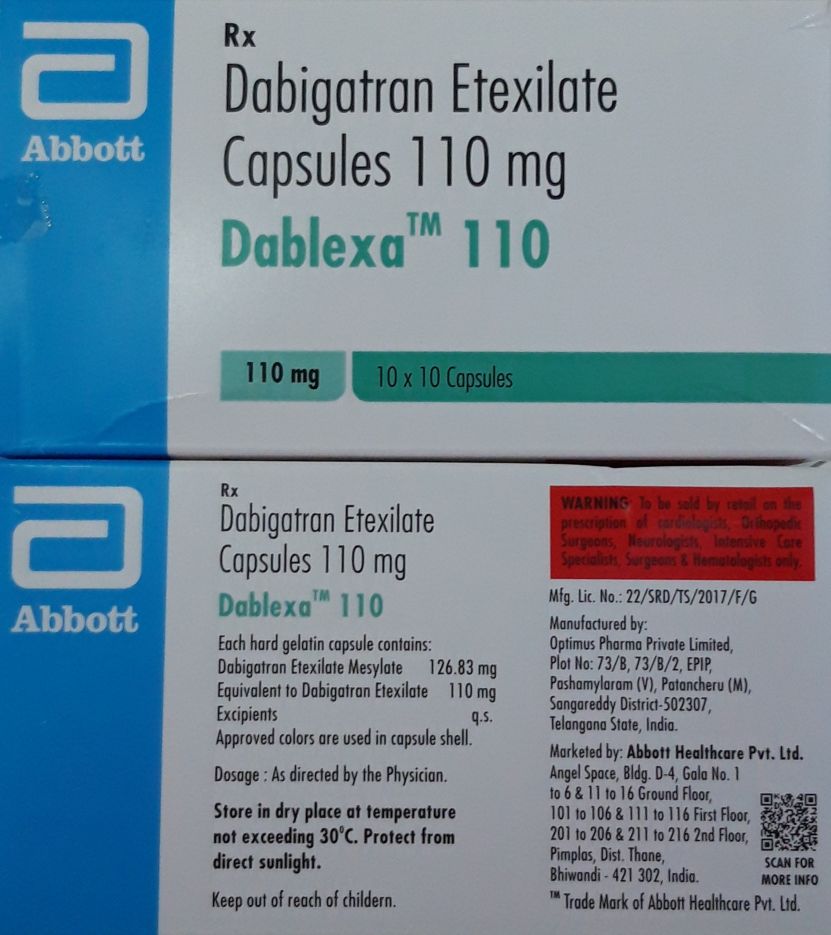 Abbott
Rx
Dabigatran Etexilate
Capsules 110 mg
Dablexa™ 110
110 mg
10 x 10 Capsules
Abbott
Rx
Dabigatran Etexilate
Capsules 110 mg
Dablexa™ 110
Each hard gelatin capsule contains:
Dabigatran Etexilate Mesylate 126.83 mg
Equivalent to Dabigatran Etexilate 110 mg
Excipients q.s.
Approved colors are used in capsule shell.
Dosage : As directed by the Physician.
Store in dry place at temperature
not exceeding 30⁰C. Protect from
direct sunlight.
Keep out of reach of childern.
WARNING: To be sold by retail on the
prescription of cardiologists, Orthopedic
Surgeons, Neurologists, Intensive Care
Specialists, Surgeons & Hematologists only.
Mfg. Lic. No.: 22/SRD/TS/2017/F/G
Manufactured by:
Optimus Pharma Private Limited,
Plot No: 73/B, 73/B/2, EPIP,
Pashamylaram (V), Patancheru (M),
Sangareddy District-502307,
Telangana State, India.
Marketed by: Abbott Healthcare Pvt. Ltd.
Angel Space, Bldg. D-4, Gala No. 1
to 6 & 11 to 16 Ground Floor,
101 to 106 & 111 to 116 First Floor,
201 to 206 & 211 to 216 2nd Floor,
Pimplas, Dist. Thane,
Bhiwandi - 421 302, India.
SCAN FOR
MORE INFO
™ Trade Mark of Abbott Healthcare Pvt. Ltd.